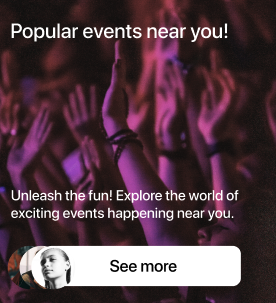 Popular events near you!
Unleash the fun! Explore the world of
exciting events happening near you.
See more